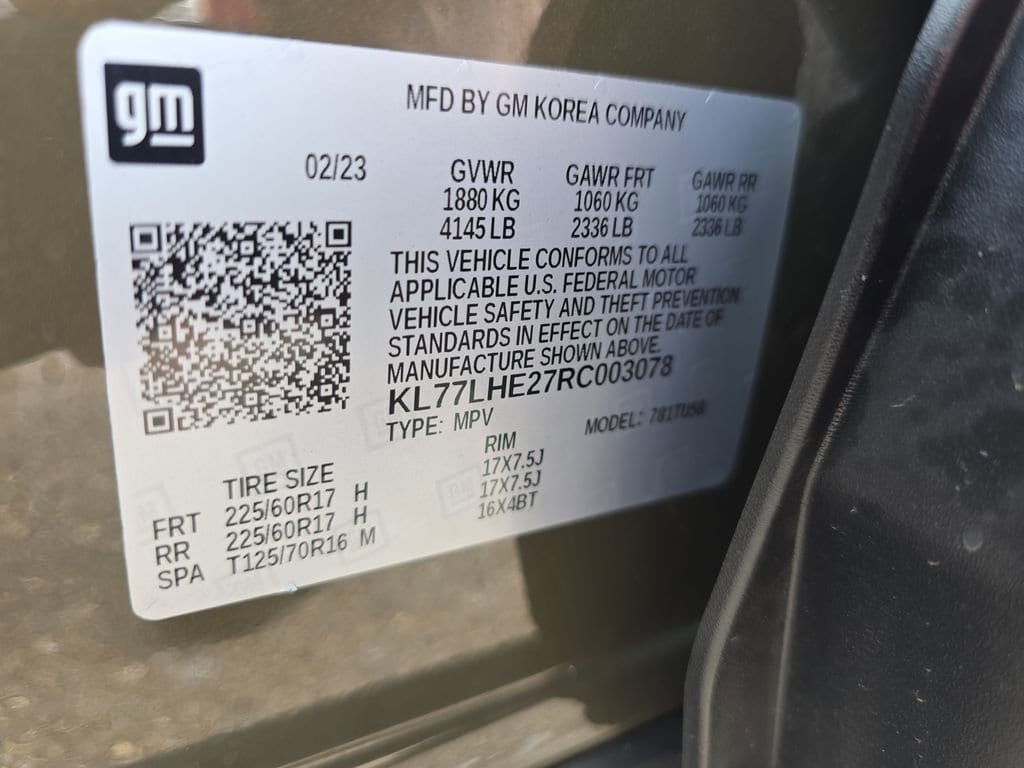 gm
MFD BY GM KOREA COMPANY
02/23
GVWR GAWR FRT GAWR RR
1880 KG 1060 KG 1060 KG
4145 LB 2336 LB 2336 LB
THIS VEHICLE CONFORMS TO ALL
APPLICABLE U.S. FEDERAL MOTOR
VEHICLE SAFETY AND THEFT PREVENTION
STANDARDS IN EFFECT ON THE DATE OF
MANUFACTURE SHOWN ABOVE.
KL77LHE27RC003078
TYPE: MPV MODEL: 781TU58
TIRE SIZE RIM
FRT 225/60R17 H 17X7.5J
RR 225/60R17 H 17X7.5J
SPA T125/70R16 M 16X4BT